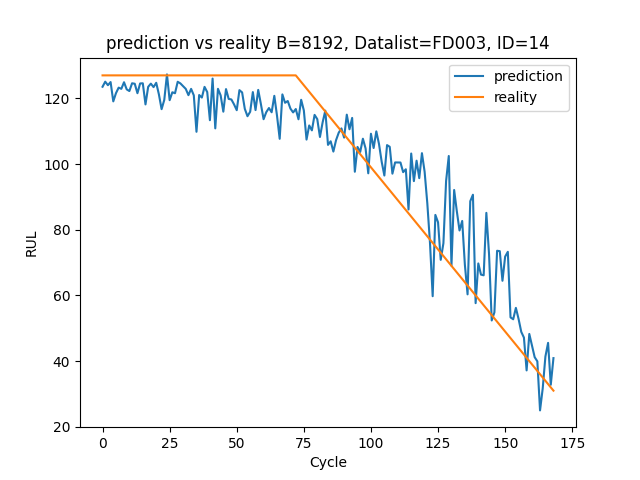 prediction vs reality B=8192, Datalist=FD003, ID=14
prediction
reality
RUL
120
100
80
60
40
20
0 25 50 75 100 125 150 175
Cycle